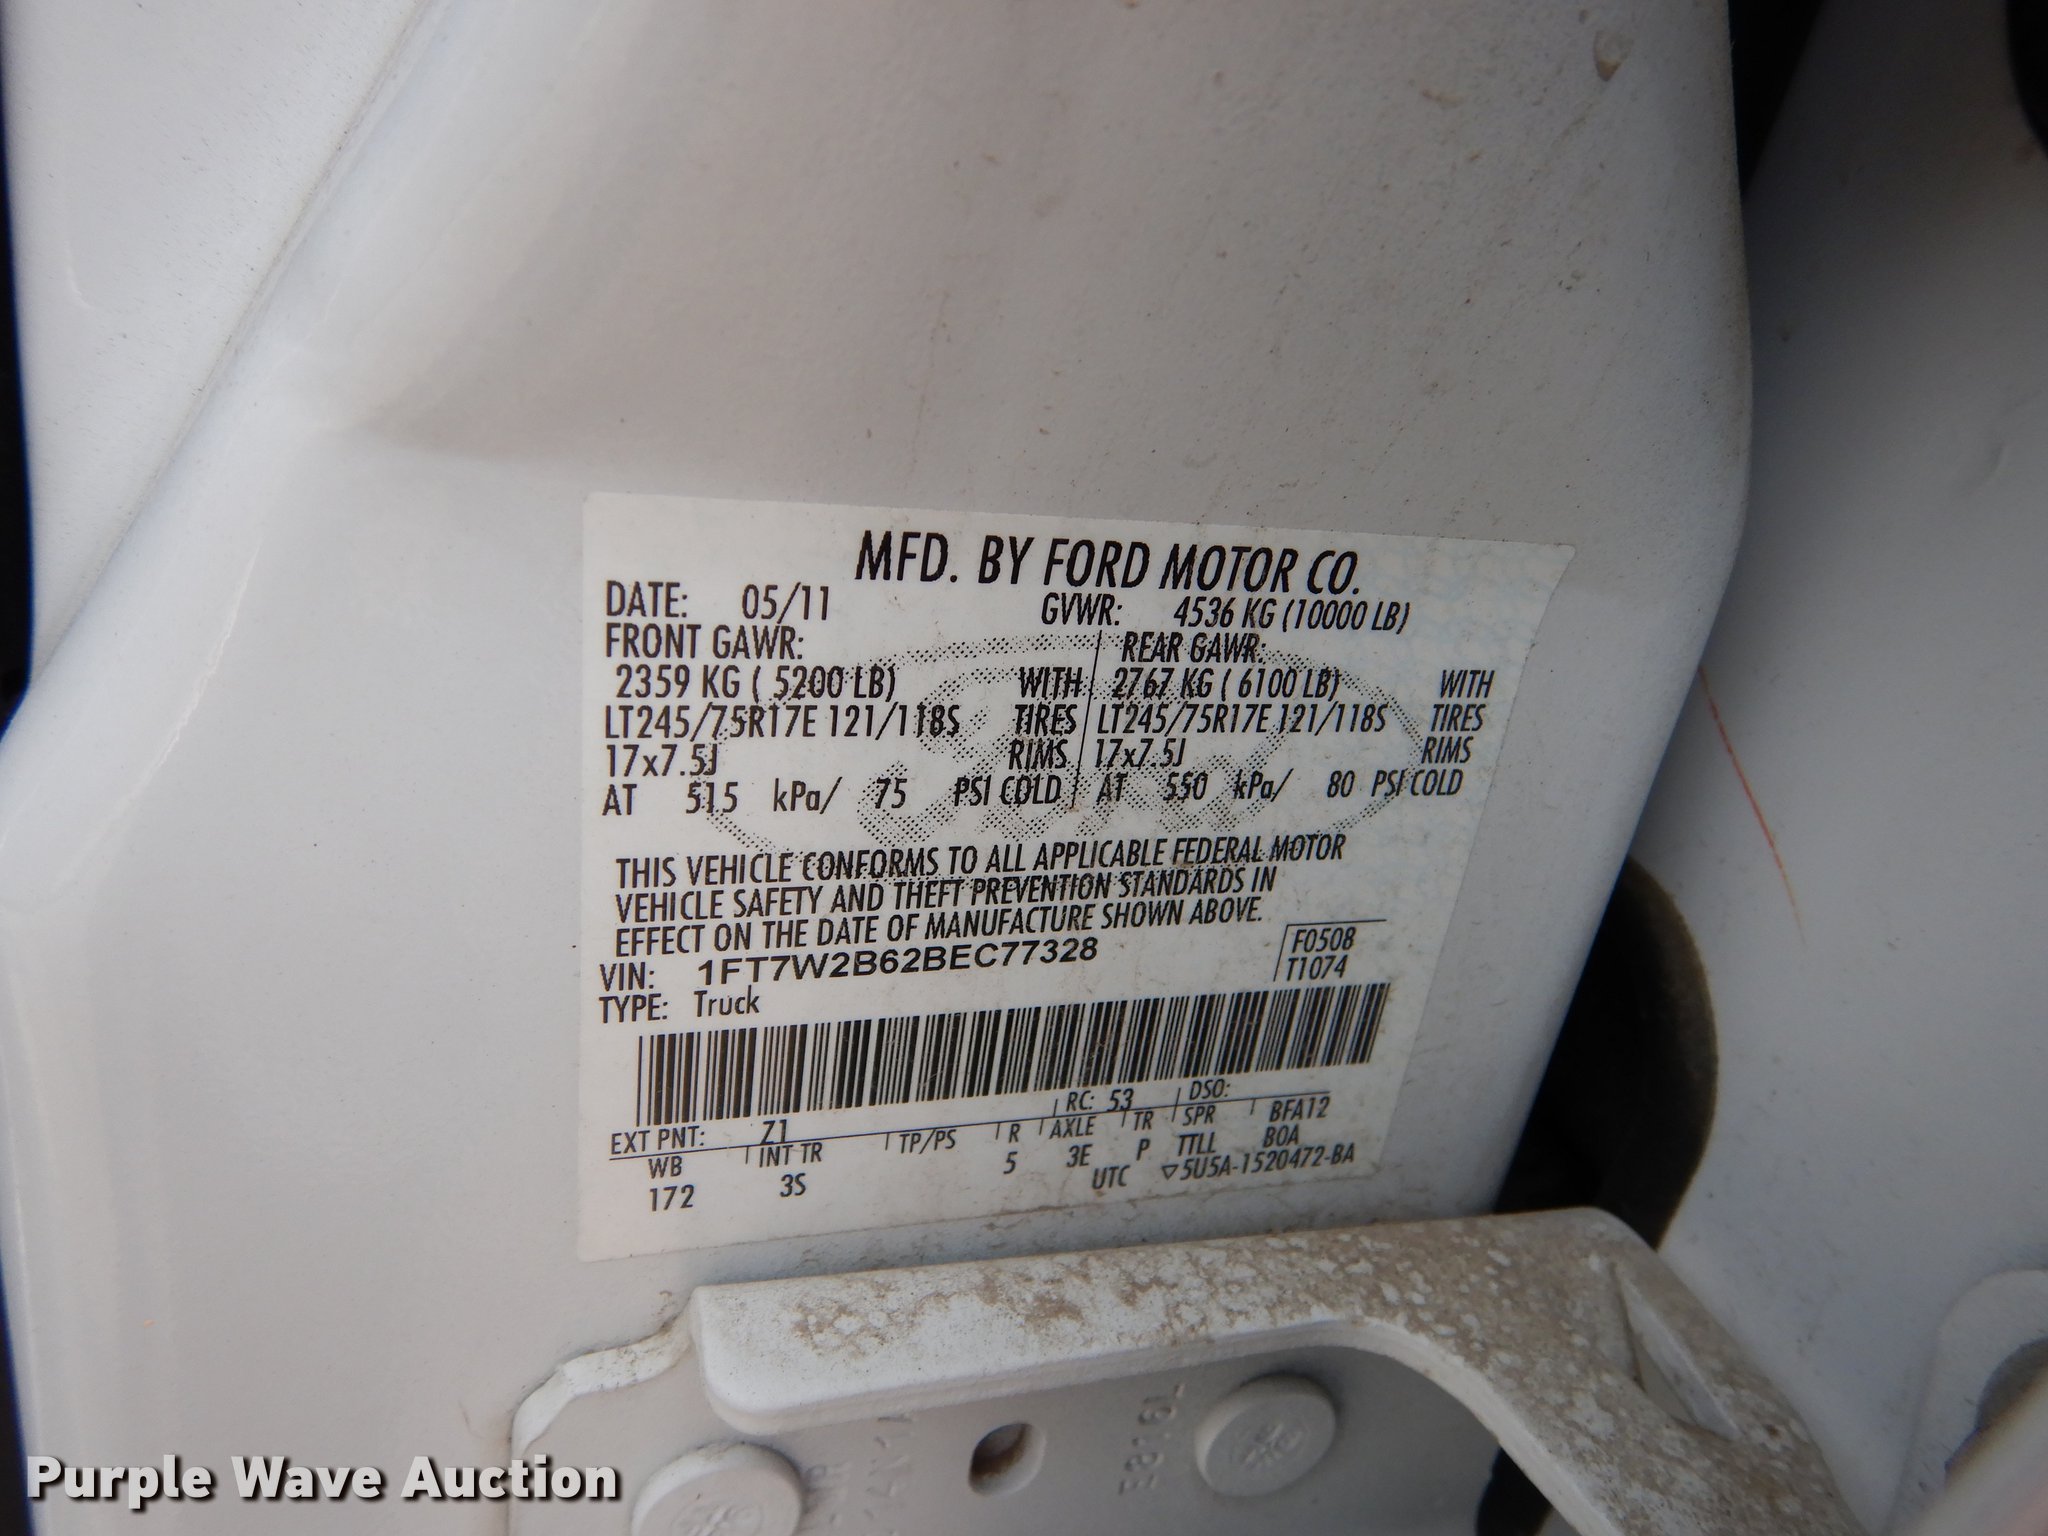 MFD. BY FORD MOTOR CO.
DATE: 05/11 GVWR: 4536 KG (10000 LB)
FRONT GAWR: REAR GAWR:
2359 KG ( 5200 LB) WITH 2767 KG ( 6100 LB) WITH
LT245/75R17E 121/118S TIRES LT245/75R17E 121/118S TIRES
17x7.5J RIMS 17x7.5J RIMS
AT 515 kPa/ 75 PSI COLD AT 550 kPa/ 80 PSI COLD
THIS VEHICLE CONFORMS TO ALL APPLICABLE FEDERAL MOTOR
VEHICLE SAFETY AND THEFT PREVENTION STANDARDS IN
EFFECT ON THE DATE OF MANUFACTURE SHOWN ABOVE.
VIN: 1FT7W2B62BEC77328 F0508
TYPE: Truck T1074
EXT PNT: Z1 RC: 53 DSO:
WB INT TR TP/PS R AXLE TR SPR BFA12
172 3S 5 3E P TTLL BOA
UTC ▽5U5A-1520472-BA
Purple Wave Auction